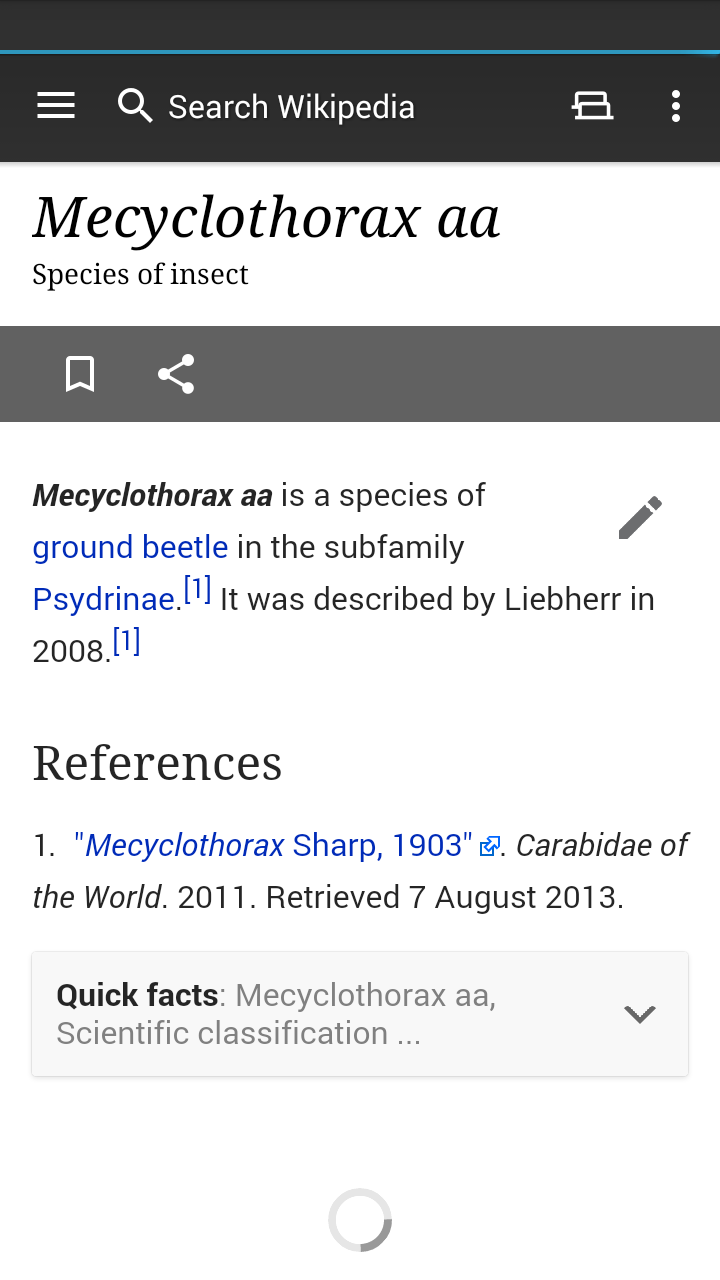 Search Wikipedia
Mecyclothorax aa
Species of insect
Mecyclothorax aa is a species of
ground beetle in the subfamily
Psydrinae.[1] It was described by Liebherr in
2008.[1]
References
1. "Mecyclothorax Sharp, 1903" . Carabidae of
the World. 2011. Retrieved 7 August 2013.
Quick facts: Mecyclothorax aa,
Scientific classification ...